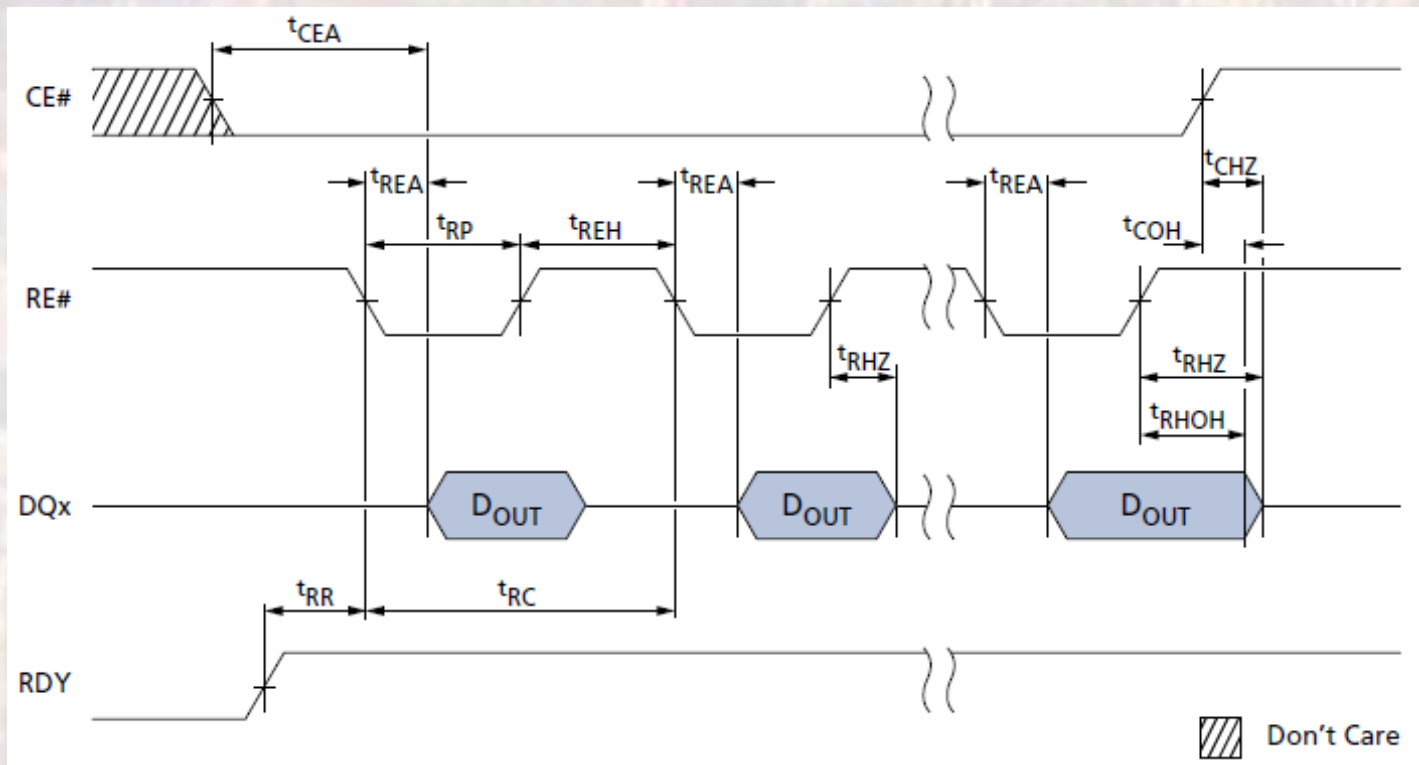 tCEA
CE#
tREA
tREA
tREA
tCHZ
tRP
tREH
tCOH
RE#
tRHZ
tRHZ
tRHOH
DQx
DOUT
DOUT
DOUT
tRR
tRC
RDY
Don't Care